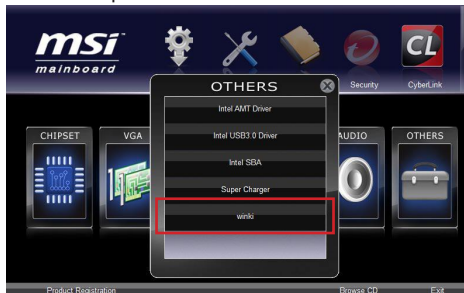 msi
mainboard
Security
CyberLink
CL
OTHERS
Intel AMT Driver
Intel USB3.0 Driver
Intel SBA
Super Charger
winki
CHIPSET
VGA
AUDIO
OTHERS
Product Registration
Browse CD
Exit